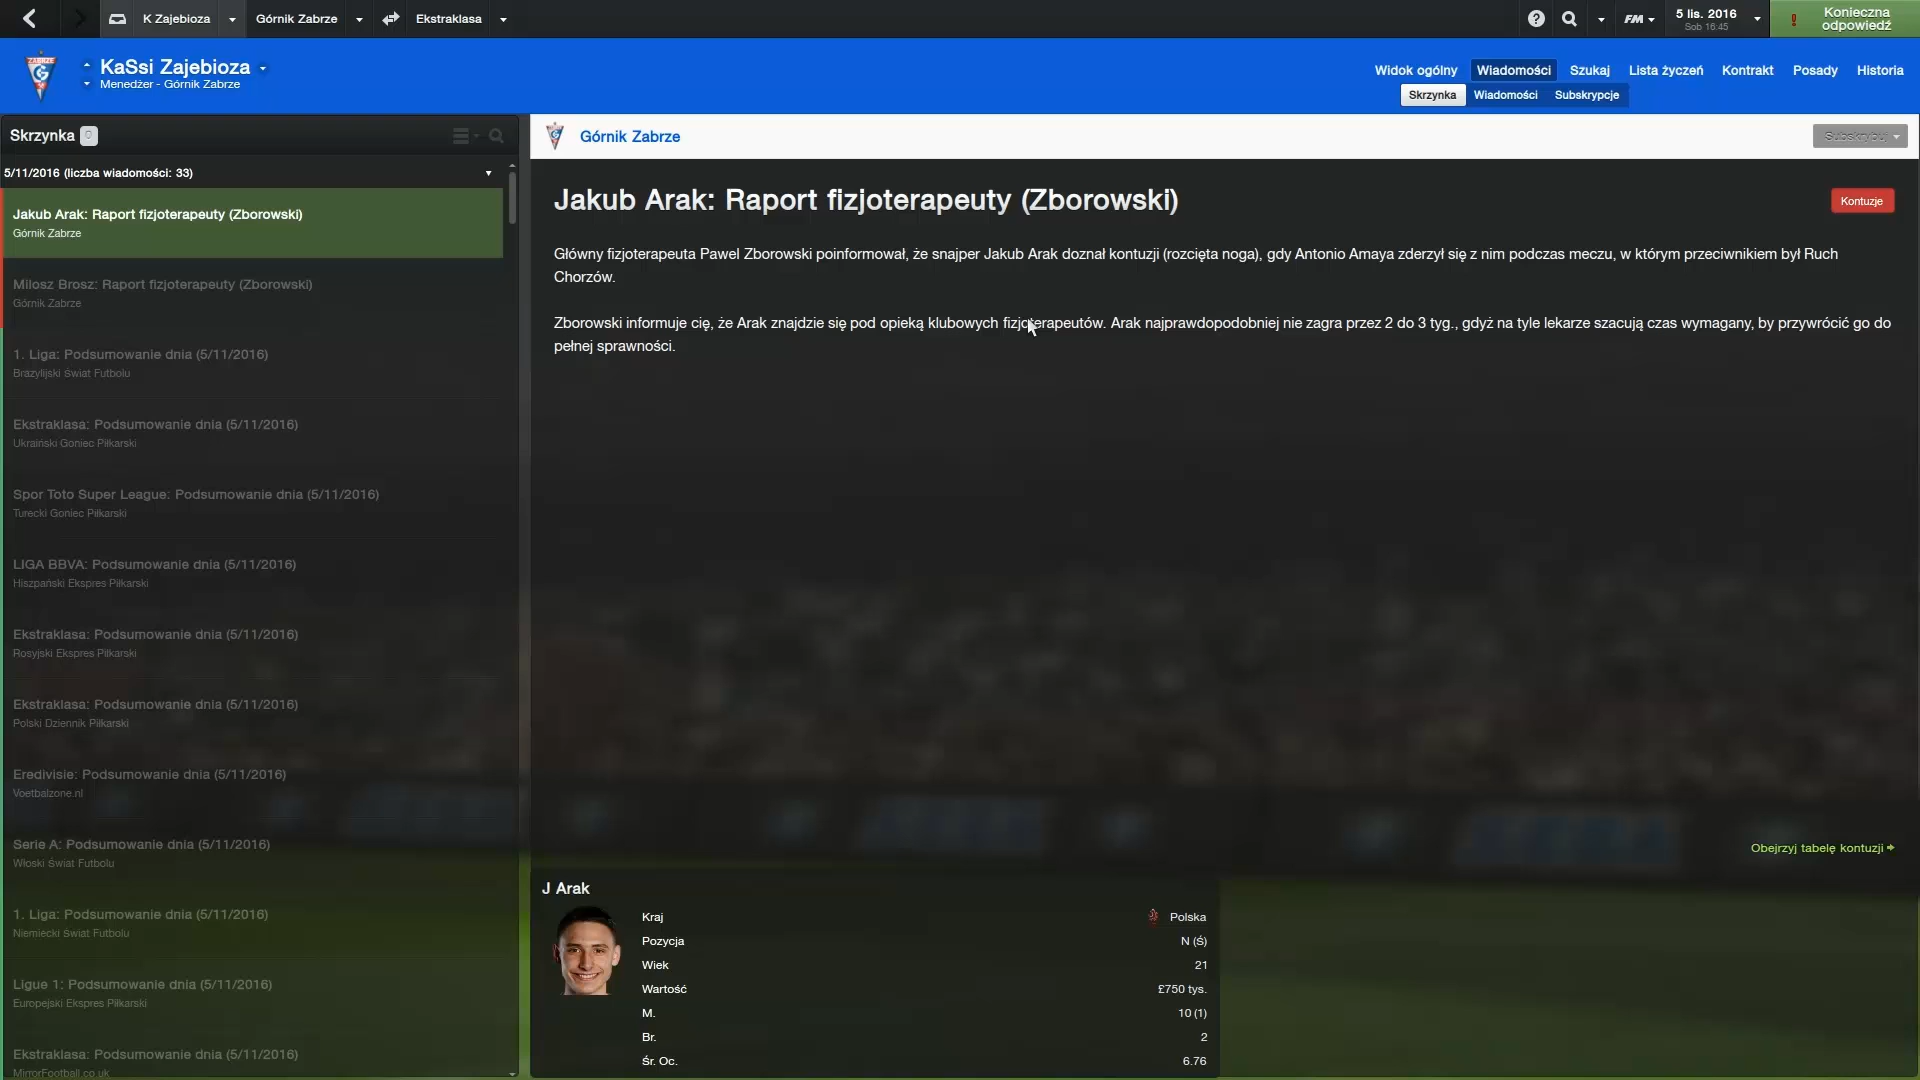 K Zajebioza
Górnik Zabrze
Ekstraklasa
FM
5 lis. 2016
Sob 16:45
Konieczna
odpowiedź
KaSsi Zajebioza
Menedżer - Górnik Zabrze
Widok ogólny
Wiadomości
Szukaj
Lista życzeń
Kontrakt
Posady
Historia
Skrzynka
Wiadomości
Subskrypcje
Skrzynka 0
Górnik Zabrze
Subskrybuj
5/11/2016 (liczba wiadomości: 33)
Jakub Arak: Raport fizjoterapeuty (Zborowski)
Górnik Zabrze
Milosz Brosz: Raport fizjoterapeuty (Zborowski)
Górnik Zabrze
1. Liga: Podsumowanie dnia (5/11/2016)
Brazylijski Świat Futbolu
Ekstraklasa: Podsumowanie dnia (5/11/2016)
Ukraiński Goniec Piłkarski
Spor Toto Super League: Podsumowanie dnia (5/11/2016)
Turecki Goniec Piłkarski
LIGA BBVA: Podsumowanie dnia (5/11/2016)
Hiszpański Ekspres Piłkarski
Ekstraklasa: Podsumowanie dnia (5/11/2016)
Rosyjski Ekspres Piłkarski
Ekstraklasa: Podsumowanie dnia (5/11/2016)
Polski Dziennik Piłkarski
Eredivisie: Podsumowanie dnia (5/11/2016)
Voetbalzone.nl
Serie A: Podsumowanie dnia (5/11/2016)
Włoski Świat Futbolu
1. Liga: Podsumowanie dnia (5/11/2016)
Niemiecki Świat Futbolu
Ligue 1: Podsumowanie dnia (5/11/2016)
Europejski Ekspres Piłkarski
Ekstraklasa: Podsumowanie dnia (5/11/2016)
MirrorFootball.co.uk
Jakub Arak: Raport fizjoterapeuty (Zborowski)
Kontuzje
Główny fizjoterapeuta Pawel Zborowski poinformował, że snajper Jakub Arak doznał kontuzji (rozcięta noga), gdy Antonio Amaya zderzył się z nim podczas meczu, w którym przeciwnikiem był Ruch
Chorzów.
Zborowski informuje cię, że Arak znajdzie się pod opieką klubowych fizjoterapeutów. Arak najprawdopodobniej nie zagra przez 2 do 3 tyg., gdyż na tyle lekarze szacują czas wymagany, by przywrócić go do
pełnej sprawności.
Obejrzyj tabelę kontuzji
J Arak
Kraj Polska
Pozycja N (Ś)
Wiek 21
Wartość £750 tys.
M. 10 (1)
Br. 2
Śr. Oc. 6.76